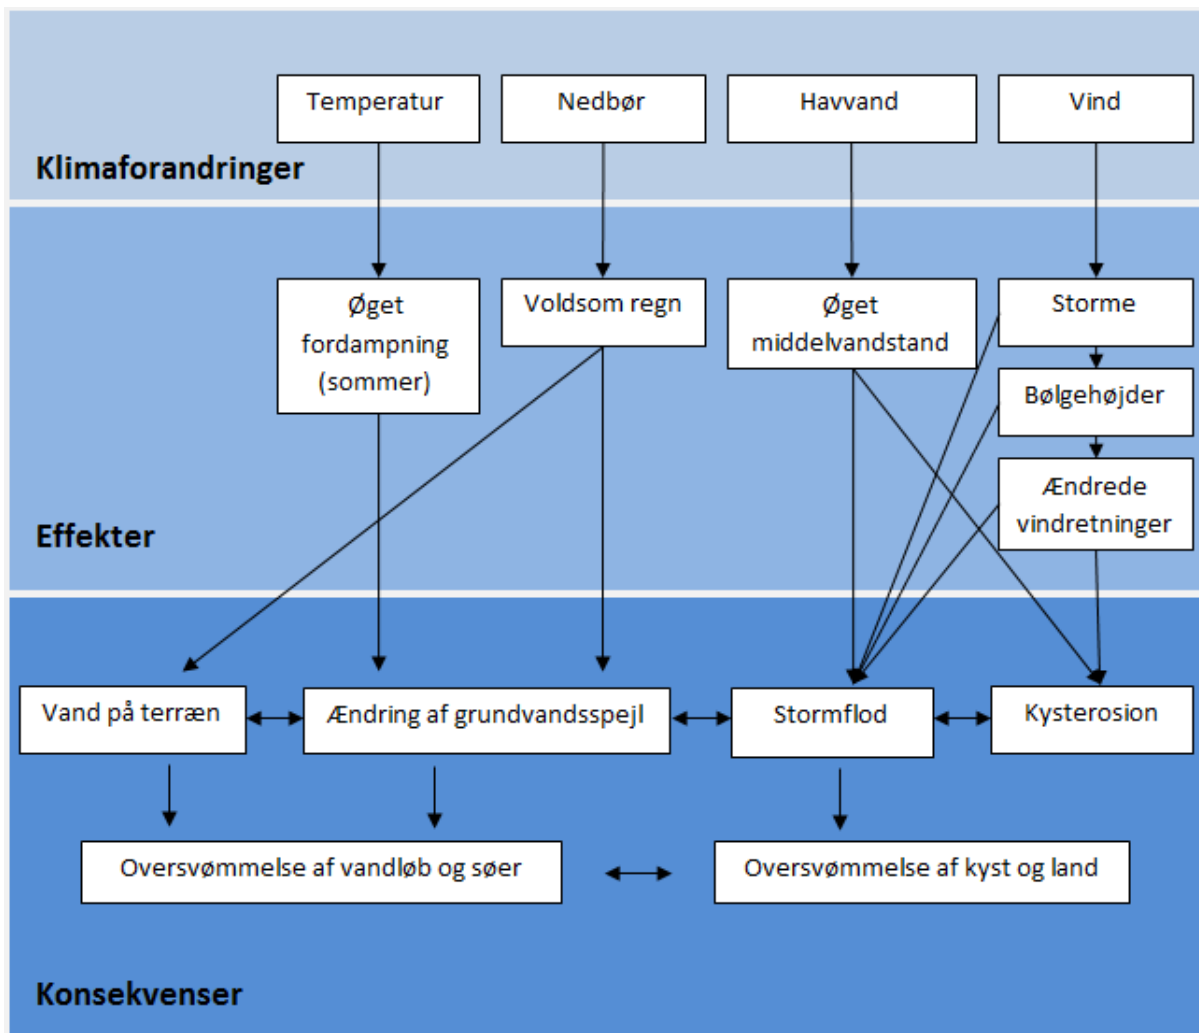 Temperatur
Nedbør
Havvand
Vind
Klimaforandringer
Øget
fordampning
(sommer)
Voldsom regn
Øget
middelvandstand
Storme
Bølgehøjder
Ændrede
vindretninger
Effekter
Vand på terræn
Ændring af grundvandsspejl
Stormflod
Kysterosion
Oversvømmelse af vandløb og søer
Oversvømmelse af kyst og land
Konsekvenser